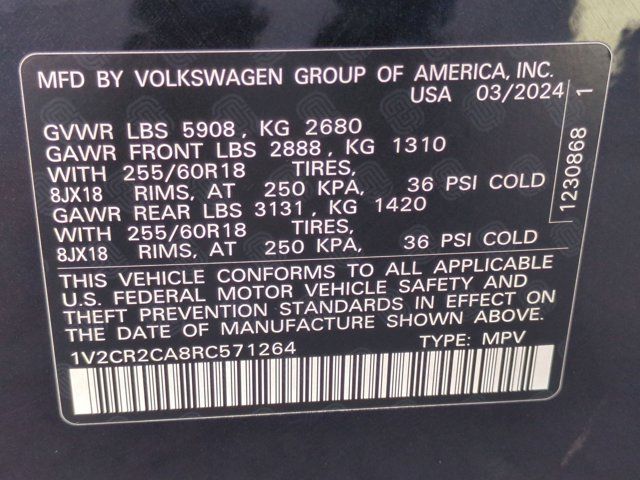 MFD BY VOLKSWAGEN GROUP OF AMERICA, INC.
USA 03/2024
GVWR LBS 5908, KG 2680
GAWR FRONT LBS 2888, KG 1310
WITH 255/60R18 TIRES,
8JX18 RIMS, AT 250 KPA, 36 PSI COLD
GAWR REAR LBS 3131, KG 1420
WITH 255/60R18 TIRES,
8JX18 RIMS, AT 250 KPA, 36 PSI COLD
THIS VEHICLE CONFORMS TO ALL APPLICABLE
U.S. FEDERAL MOTOR VEHICLE SAFETY AND
THEFT PREVENTION STANDARDS IN EFFECT ON
THE DATE OF MANUFACTURE SHOWN ABOVE.
1V2CR2CA8RC571264 TYPE: MPV
1230868 1